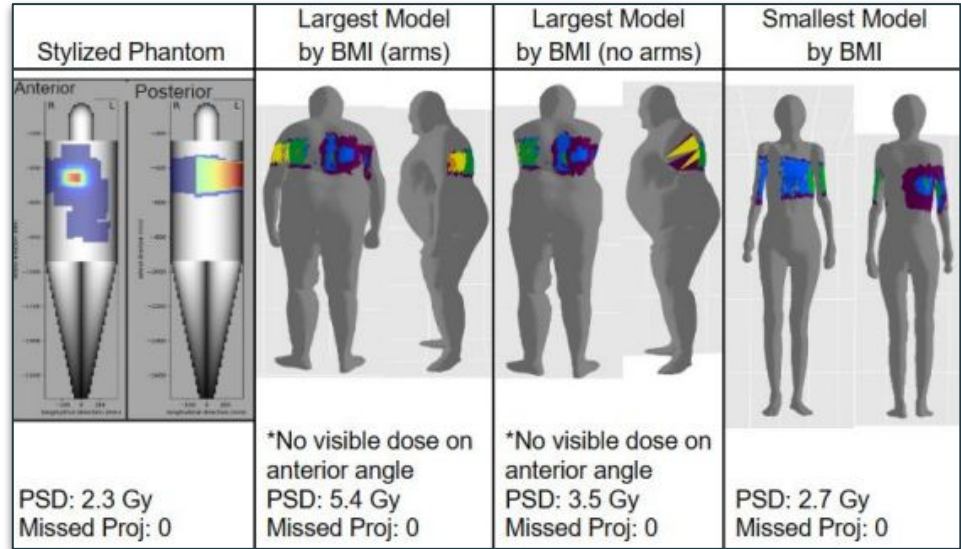 Stylized Phantom
Largest Model
by BMI (arms)
Largest Model
by BMI (no arms)
Smallest Model
by BMI
Anterior
Posterior
R
L
R
L
*No visible dose on
anterior angle
*No visible dose on
anterior angle
PSD: 2.3 Gy
Missed Proj: 0
PSD: 5.4 Gy
Missed Proj: 0
PSD: 3.5 Gy
Missed Proj: 0
PSD: 2.7 Gy
Missed Proj: 0